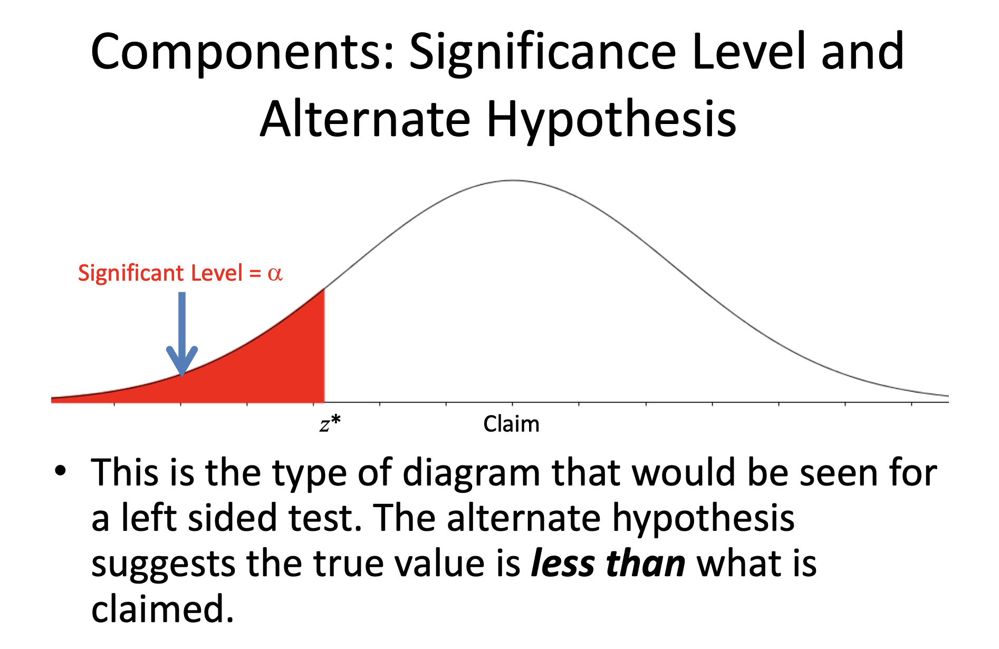 Components: Significance Level and
Alternate Hypothesis
Significant Level = α
z*
Claim
• This is the type of diagram that would be seen for
a left sided test. The alternate hypothesis
suggests the true value is less than what is
claimed.